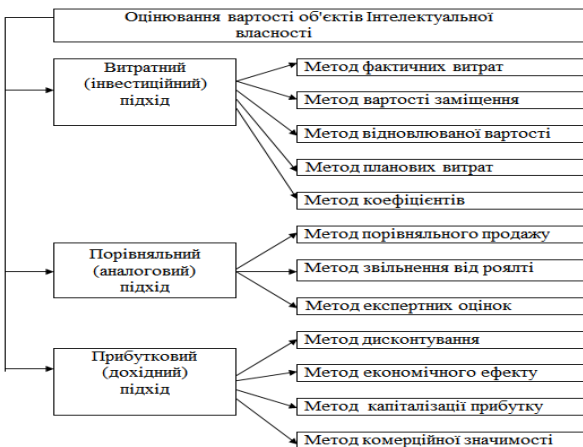 Оцінювання вартості об'єктів Інтелектуальної
власності
Витратний
(інвестиційний)
підхід
Метод фактичних витрат
Метод вартості заміщення
Метод відновлюваної вартості
Метод планових витрат
Метод коефіцієнтів
Порівняльний
(аналоговий)
підхід
Метод порівняльного продажу
Метод звільнення від роялті
Метод експертних оцінок
Прибутковий
(дохідний)
підхід
Метод дисконтування
Метод економічного ефекту
Метод капіталізації прибутку
Метод комерційної значимості